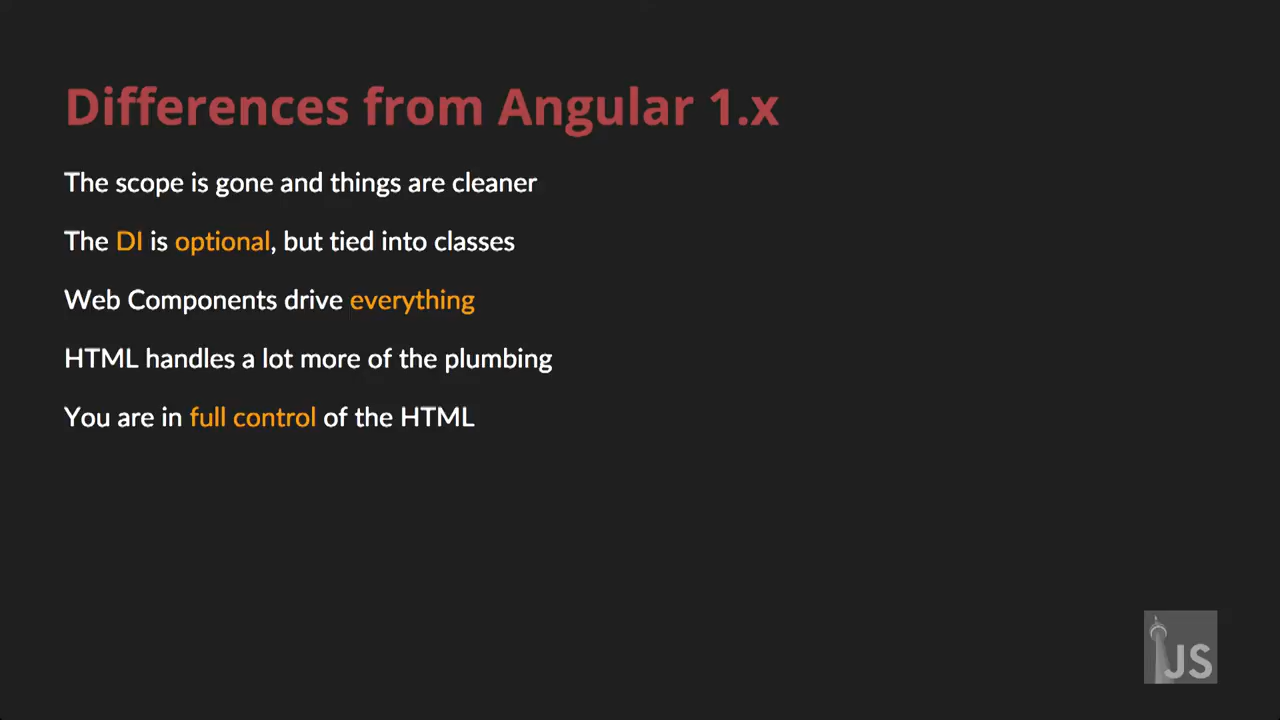 Differences from Angular 1.x
The scope is gone and things are cleaner
The DI is optional, but tied into classes
Web Components drive everything
HTML handles a lot more of the plumbing
You are in full control of the HTML
JS